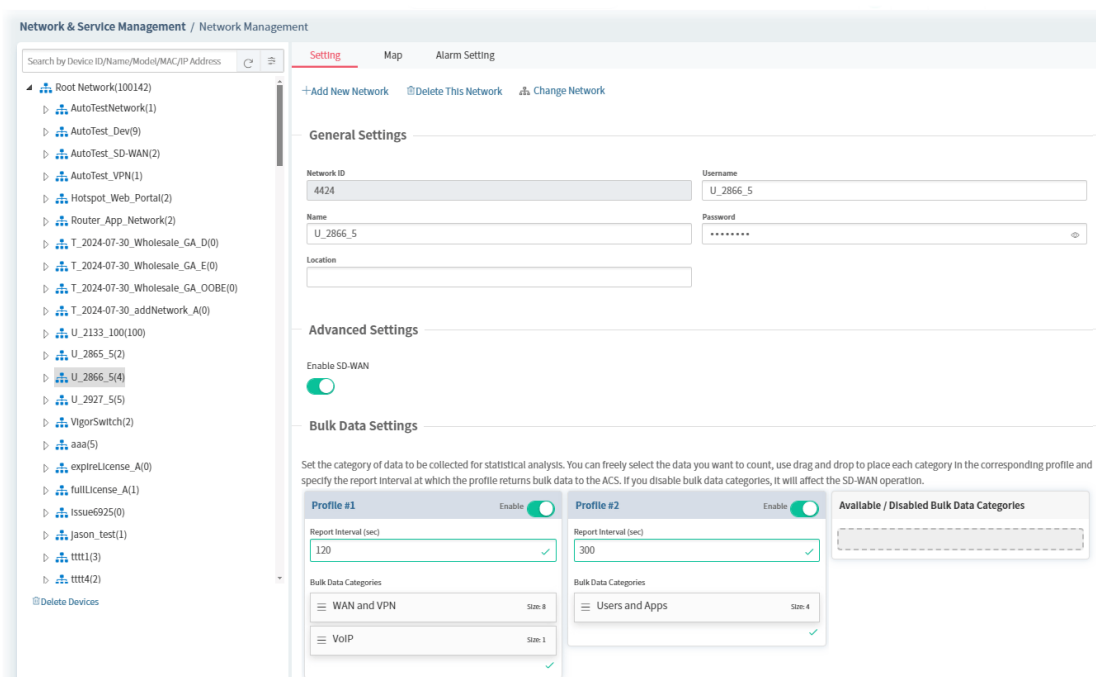 Network & Service Management / Network Management
Search by Device ID/Name/Model/MAC/IP Address
Root Network(100142)
AutoTestNetwork(1)
AutoTest_Dev(9)
AutoTest_SD-WAN(2)
AutoTest_VPN(1)
Hotspot_Web_Portal(2)
Router_App_Network(2)
T_2024-07-30_Wholesale_GA_D(0)
T_2024-07-30_Wholesale_GA_E(0)
T_2024-07-30_Wholesale_GA_OOBE(0)
T_2024-07-30_addNetwork_A(0)
U_2133_100(100)
U_2865_5(2)
U_2866_5(4)
U_2927_5(5)
VigorSwitch(2)
aaa(5)
expireLicense_A(0)
fullLicense_A(1)
issue6925(0)
jason_test(1)
tttt1(3)
tttt4(2)
Delete Devices
Setting Map Alarm Setting
+Add New Network Delete This Network Change Network
General Settings
Network ID
4424
Username
U_2866_5
Name
U_2866_5
Password
••••••••
Location
Advanced Settings
Enable SD-WAN
Bulk Data Settings
Set the category of data to be collected for statistical analysis. You can freely select the data you want to count, use drag and drop to place each category in the corresponding profile and
specify the report interval at which the profile returns bulk data to the ACS. If you disable bulk data categories, it will affect the SD-WAN operation.
Profile #1 Enable
Report Interval (sec)
120
Bulk Data Categories
WAN and VPN Size: 8
VoIP Size: 1
Profile #2 Enable
Report Interval (sec)
300
Bulk Data Categories
Users and Apps Size: 4
Available / Disabled Bulk Data Categories